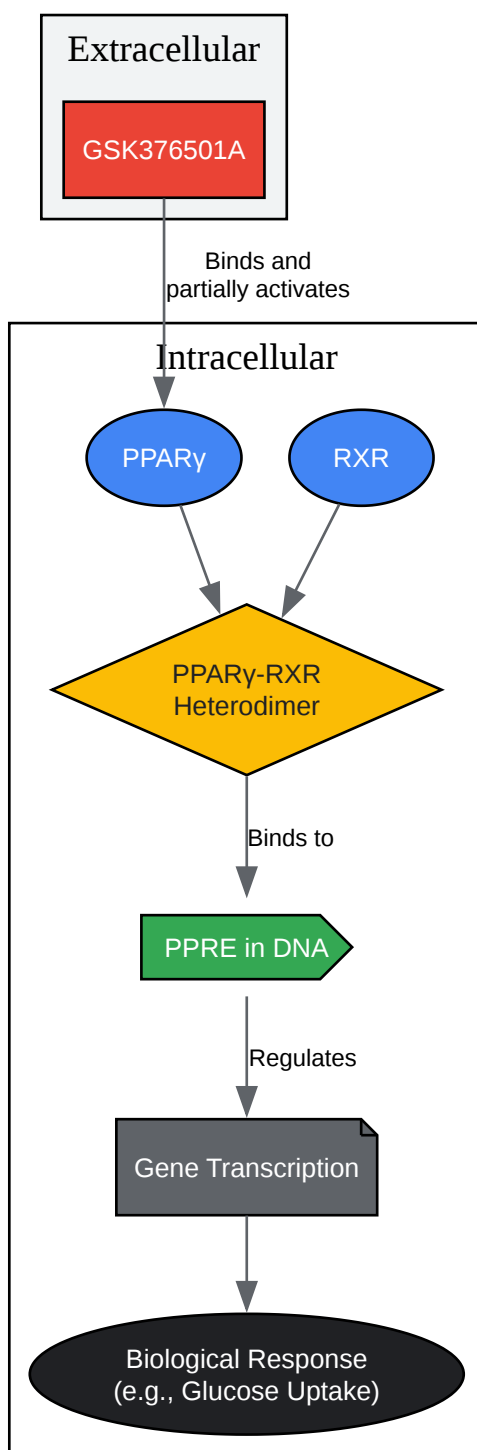 Extracellular
GSK376501A
Binds and
partially activates
Intracellular
PPARγ
RXR
PPARγ-RXR
Heterodimer
Binds to
PPRE in DNA
Regulates
Gene Transcription
Biological Response
(e.g., Glucose Uptake)